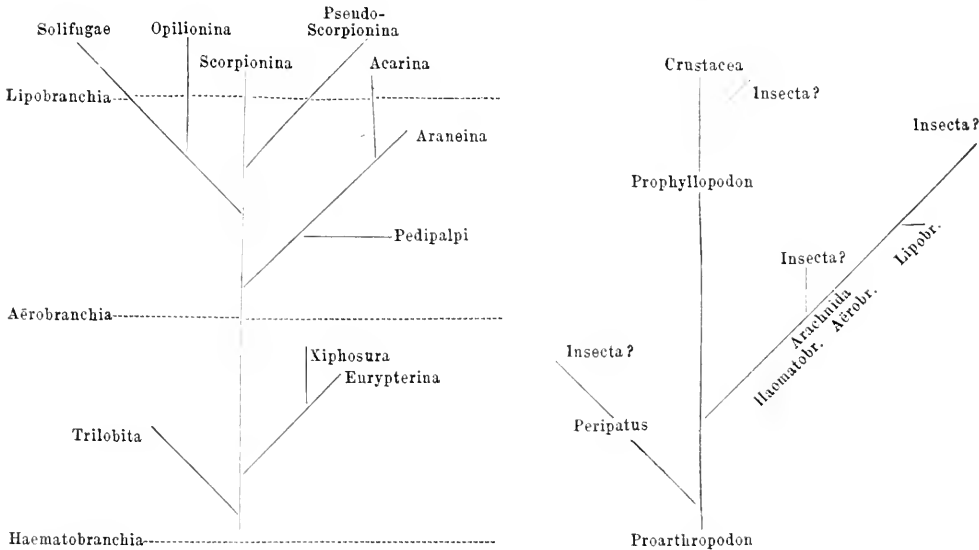 Pseudo-
Solifugae Opilionina Scorpionina
Scorpionina
Acarina
Lipobranchia
Araneina
Pedipalpi
Aërobranchia
Xiphosura
Eurypterina
Trilobita
Haematobranchia
Crustacea
Insecta?
Insecta?
Prophyllopodon
Lipobr.
Insecta?
Arachnida
Haomatobr. Aërobr.
Insecta?
Peripatus
Proarthropodon